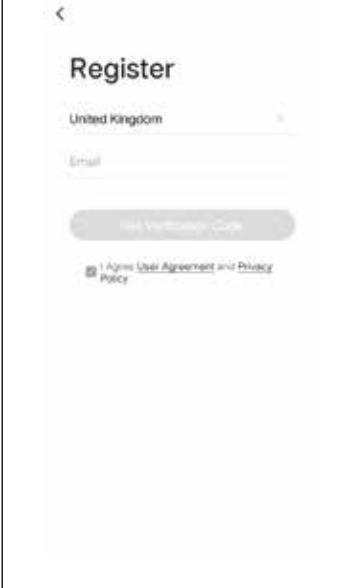 Register
United Kingdom
Email
Get Verification Code
I Agree User Agreement and Privacy
Policy